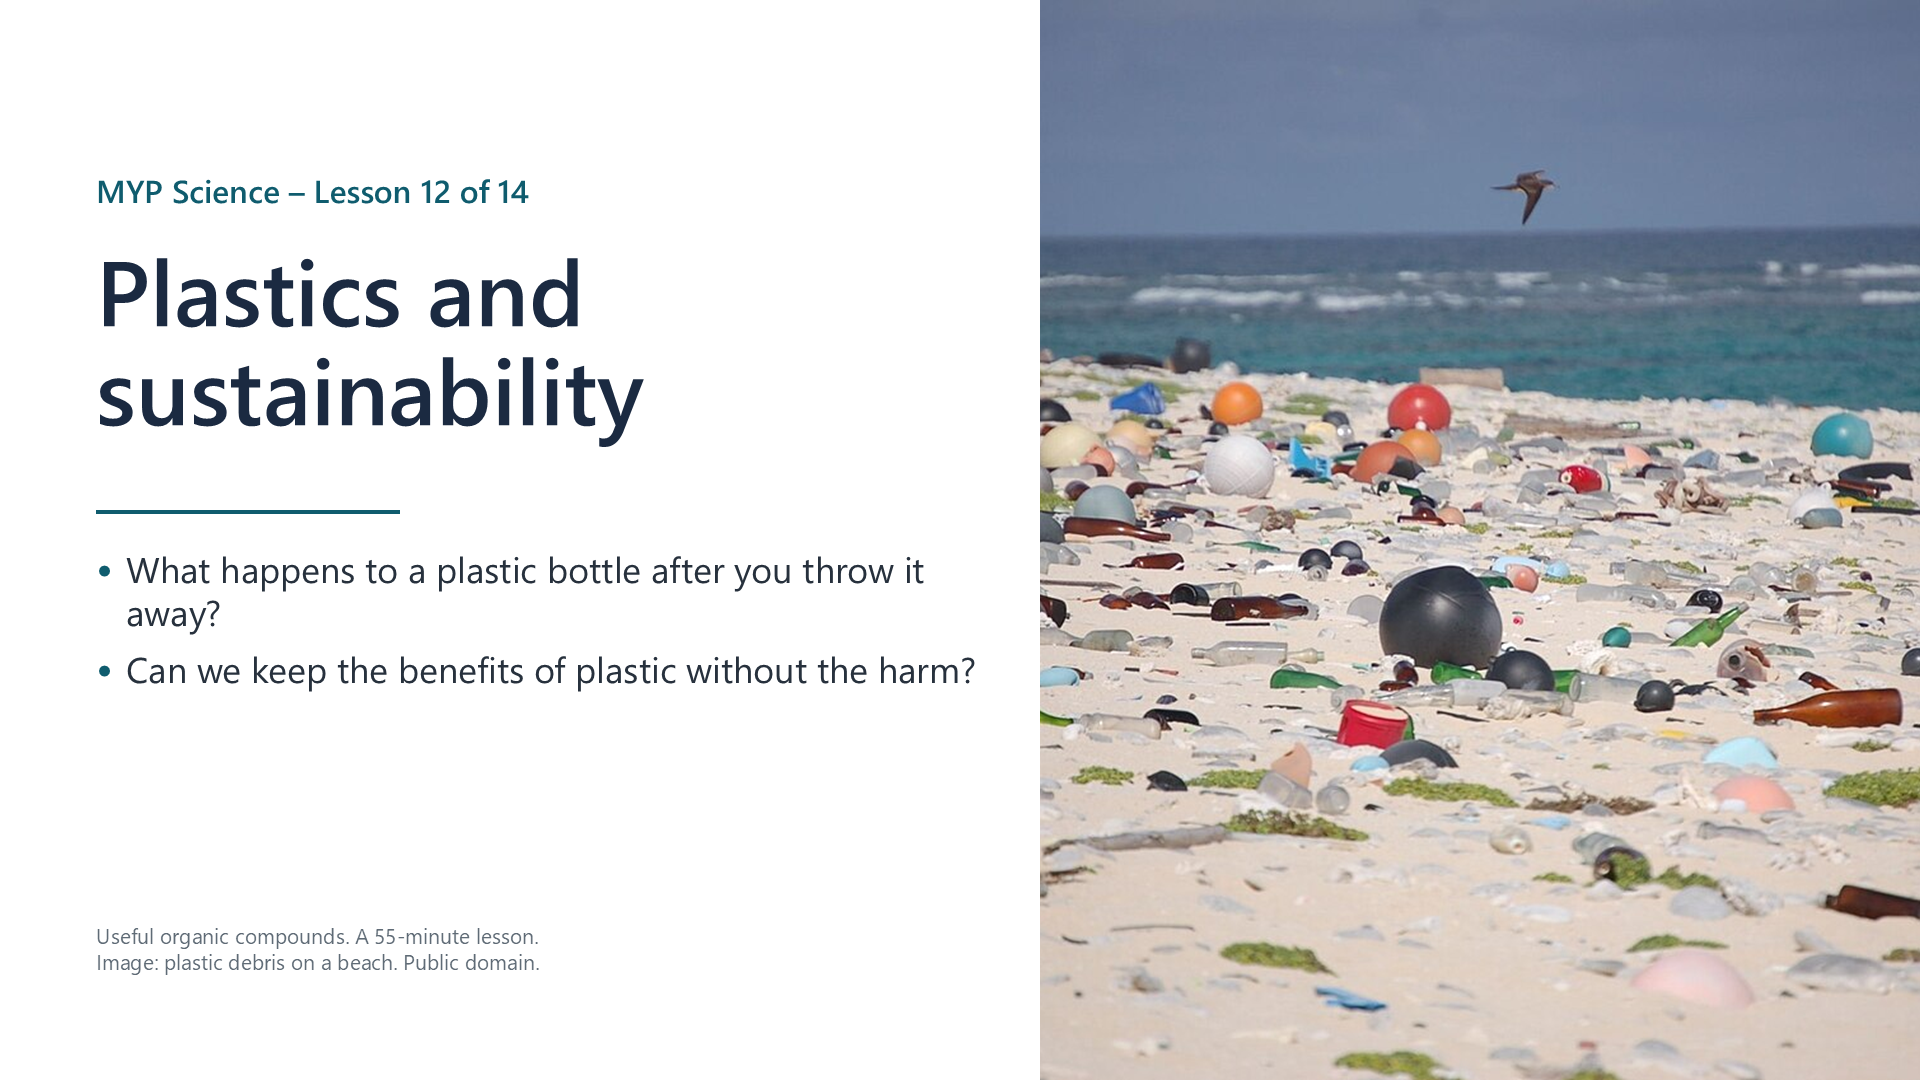 MYP Science – Lesson 12 of 14
Plastics and
sustainability
• What happens to a plastic bottle after you throw it
away?
• Can we keep the benefits of plastic without the harm?
Useful organic compounds. A 55-minute lesson.
Image: plastic debris on a beach. Public domain.